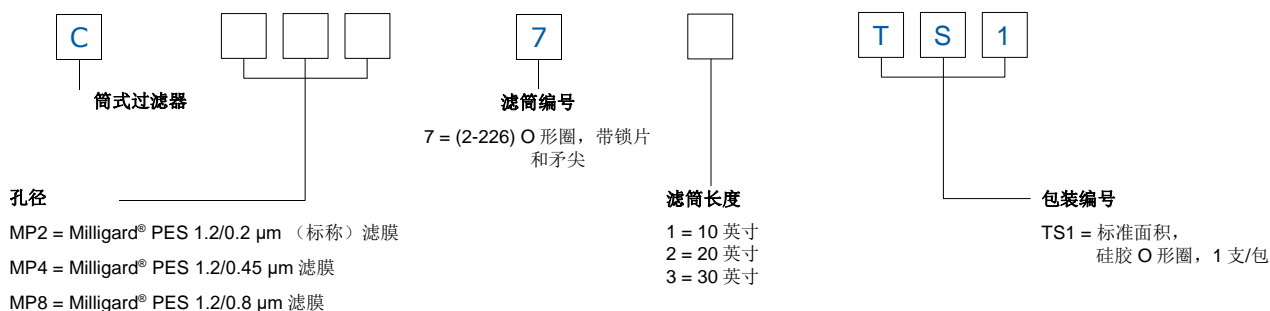 C 7 T S 1
筒式过滤器
滤筒编号
7 = (2-226) O 形圈，带锁片
和矛尖
孔径
MP2 = Milligard® PES 1.2/0.2 µm （标称）滤膜
MP4 = Milligard® PES 1.2/0.45 µm 滤膜
MP8 = Milligard® PES 1.2/0.8 µm 滤膜
滤筒长度
1 = 10 英寸
2 = 20 英寸
3 = 30 英寸
包装编号
TS1 = 标准面积，
硅胶 O 形圈，1 支/包